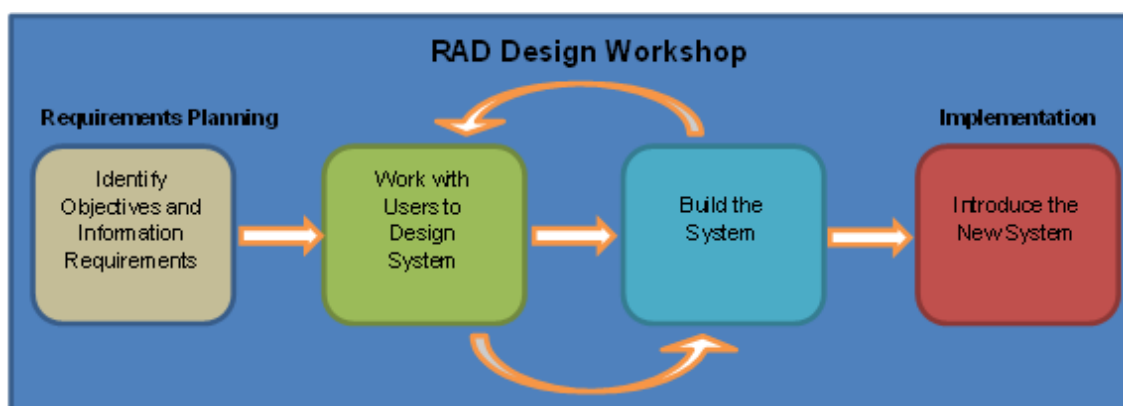 RAD Design Workshop
Requirements Planning
Implementation
Identify
Objectives and
Information
Requirements
Work with
Users to
Design
System
Build the
System
Introduce the
New System